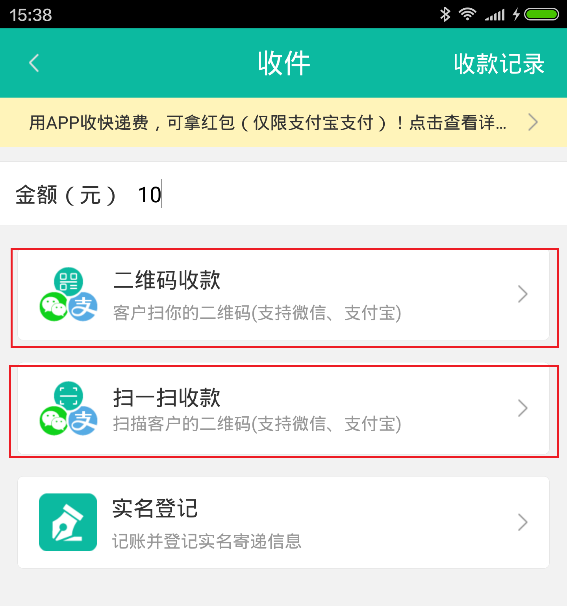 15:38
收件
收款记录
用APP收快递费，可拿红包（仅限支付宝支付）！点击查看详...
金额（元） 10
二维码收款
客户扫你的二维码(支持微信、支付宝)
扫一扫收款
扫描客户的二维码(支持微信、支付宝)
实名登记
记账并登记实名寄递信息